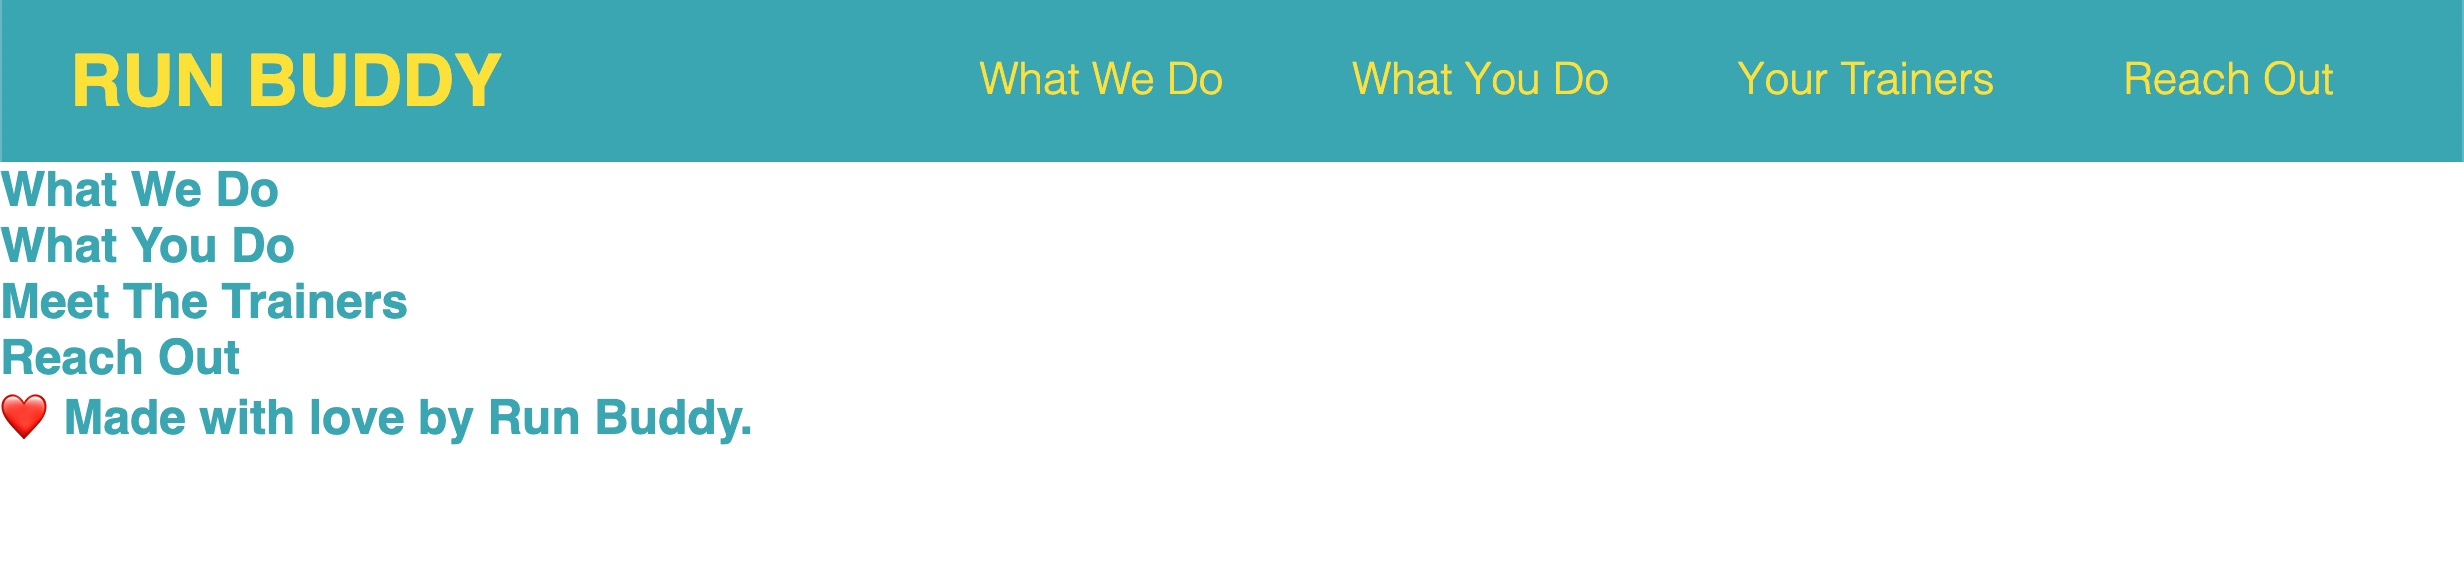 RUN BUDDY What We Do What You Do Your Trainers Reach Out
What We Do
What You Do
Meet The Trainers
Reach Out
❤️ Made with love by Run Buddy.